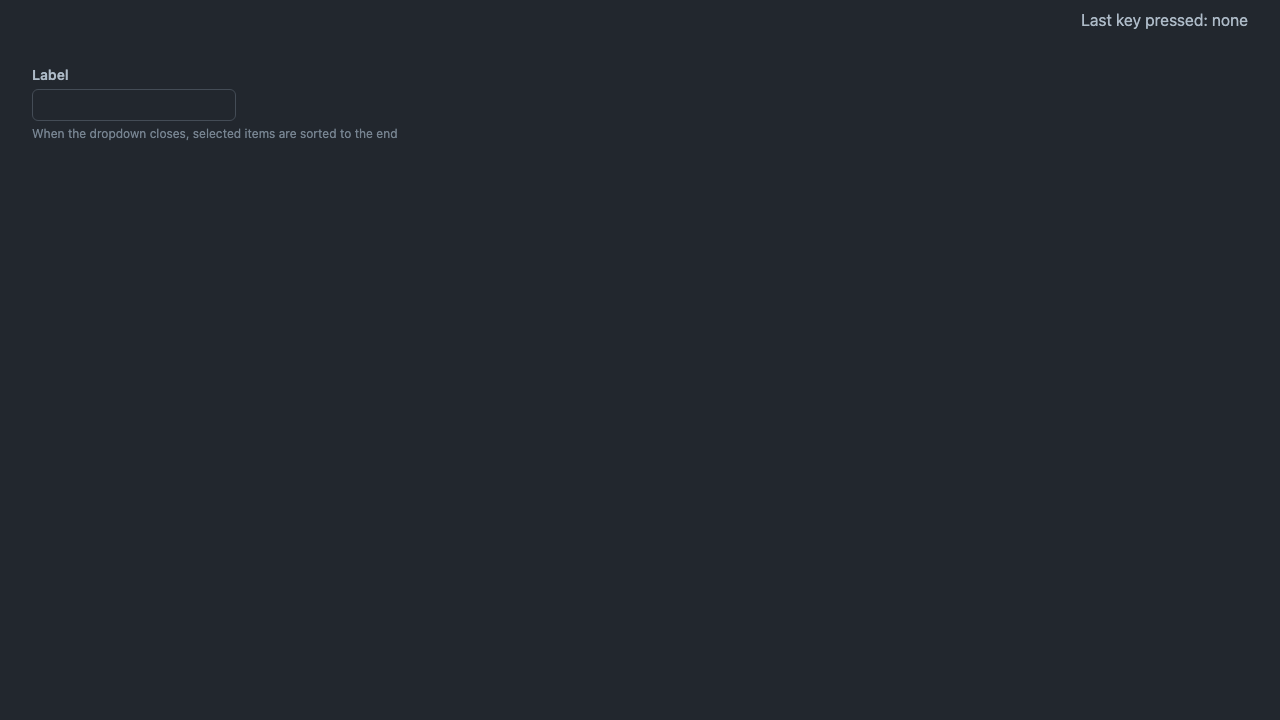 Last key pressed: none
Label
When the dropdown closes, selected items are sorted to the end